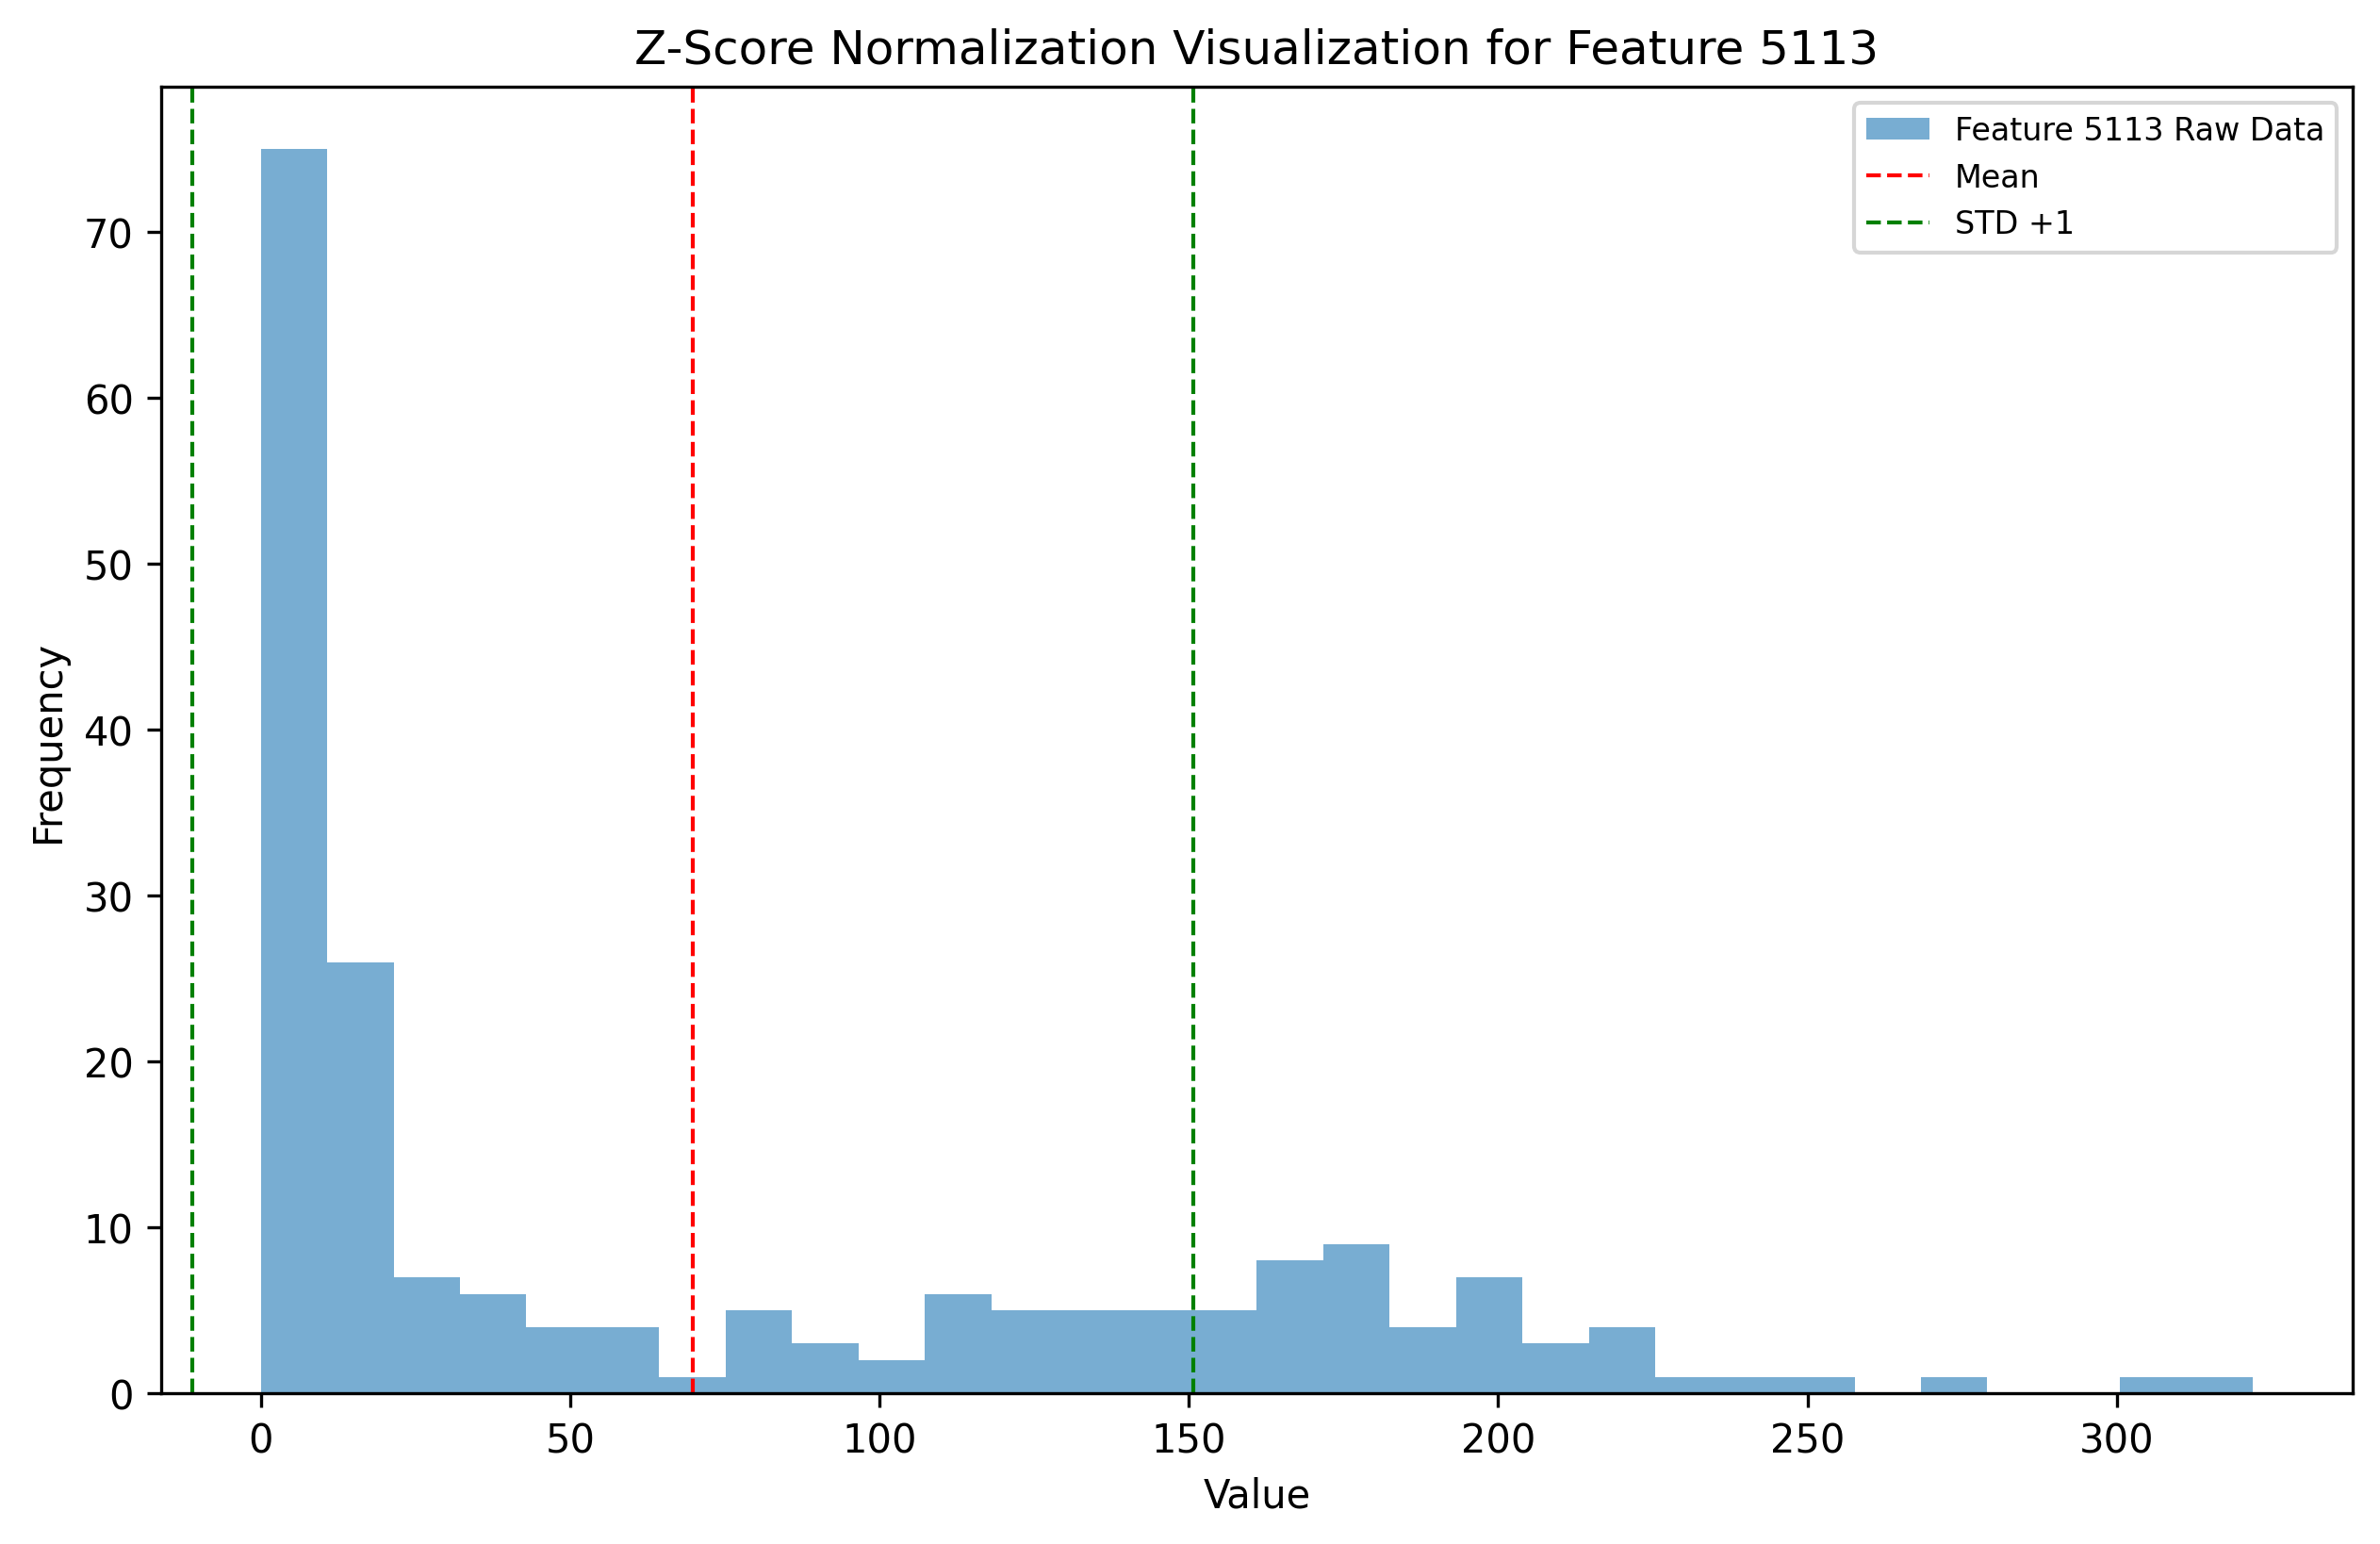 Z-Score Normalization Visualization for Feature 5113
Feature 5113 Raw Data
Mean
STD +1
Frequency
70
60
50
40
30
20
10
0
0 50 100 150 200 250 300
Value